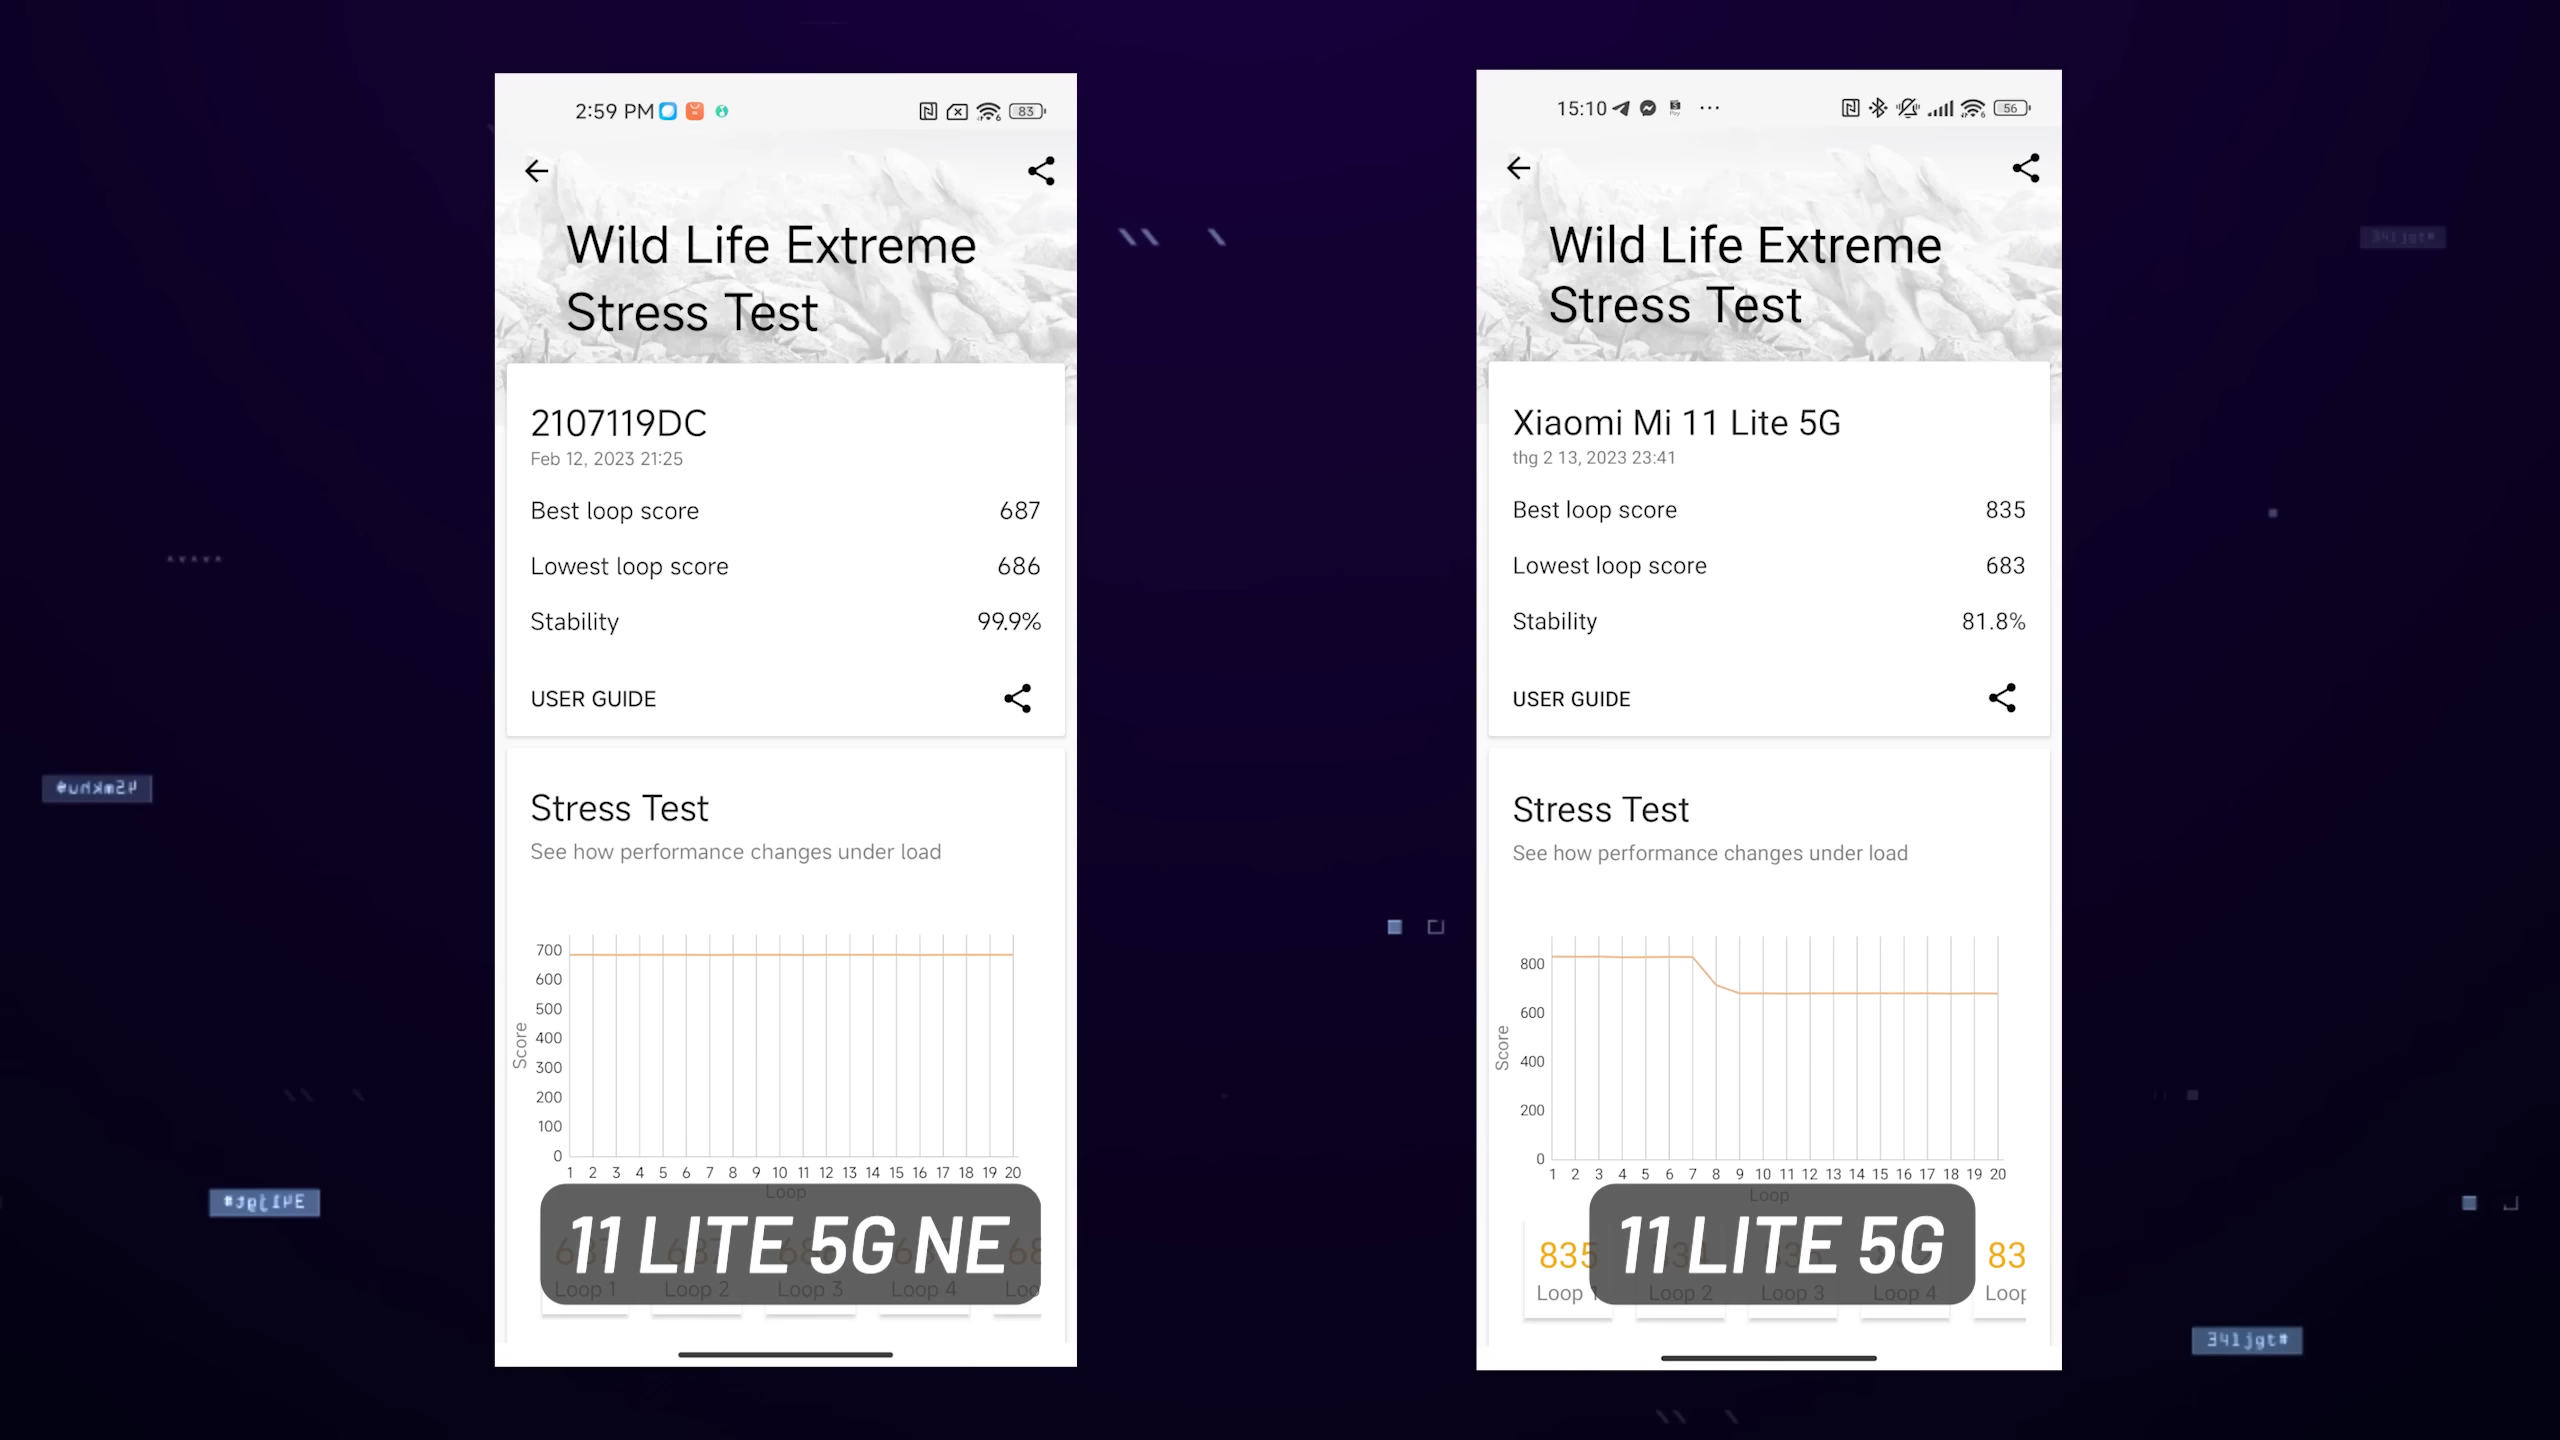 2:59 PM
83
Wild Life Extreme
Stress Test
2107119DC
Feb 12, 2023 21:25
Best loop score 687
Lowest loop score 686
Stability 99.9%
USER GUIDE
Stress Test
See how performance changes under load
Score
700
600
500
400
300
200
100
0
1 2 3 4 5 6 7 8 9 10 11 12 13 14 15 16 17 18 19 20
Loop
11 LITE 5G NE
Loop 1 Loop 2 Loop 3 Loop 4 Loo
15:10
56
Wild Life Extreme
Stress Test
Xiaomi Mi 11 Lite 5G
thg 2 13, 2023 23:41
Best loop score 835
Lowest loop score 683
Stability 81.8%
USER GUIDE
Stress Test
See how performance changes under load
Score
800
600
400
200
0
1 2 3 4 5 6 7 8 9 10 11 12 13 14 15 16 17 18 19 20
Loop
11 LITE 5G
835 83
Loop 1 Loop 2 Loop 3 Loop 4 Loop
341jgt#